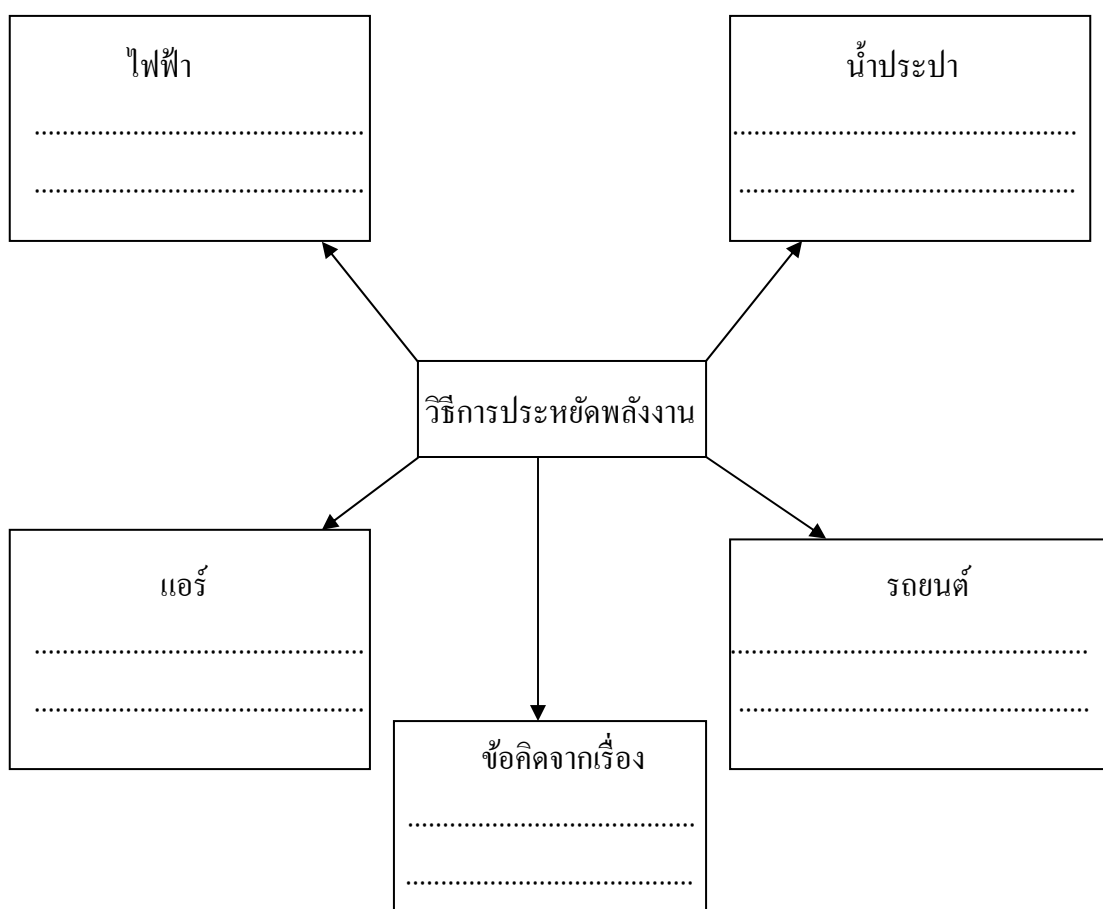 ไฟฟ้า
................................................
................................................
น้ำประปา
.................................................
................................................
วิธีการประหยัดพลังงาน
แอร์
................................................
................................................
รถยนต์
...................................................
..................................................
ข้อคิดจากเรื่อง
.........................................
.........................................